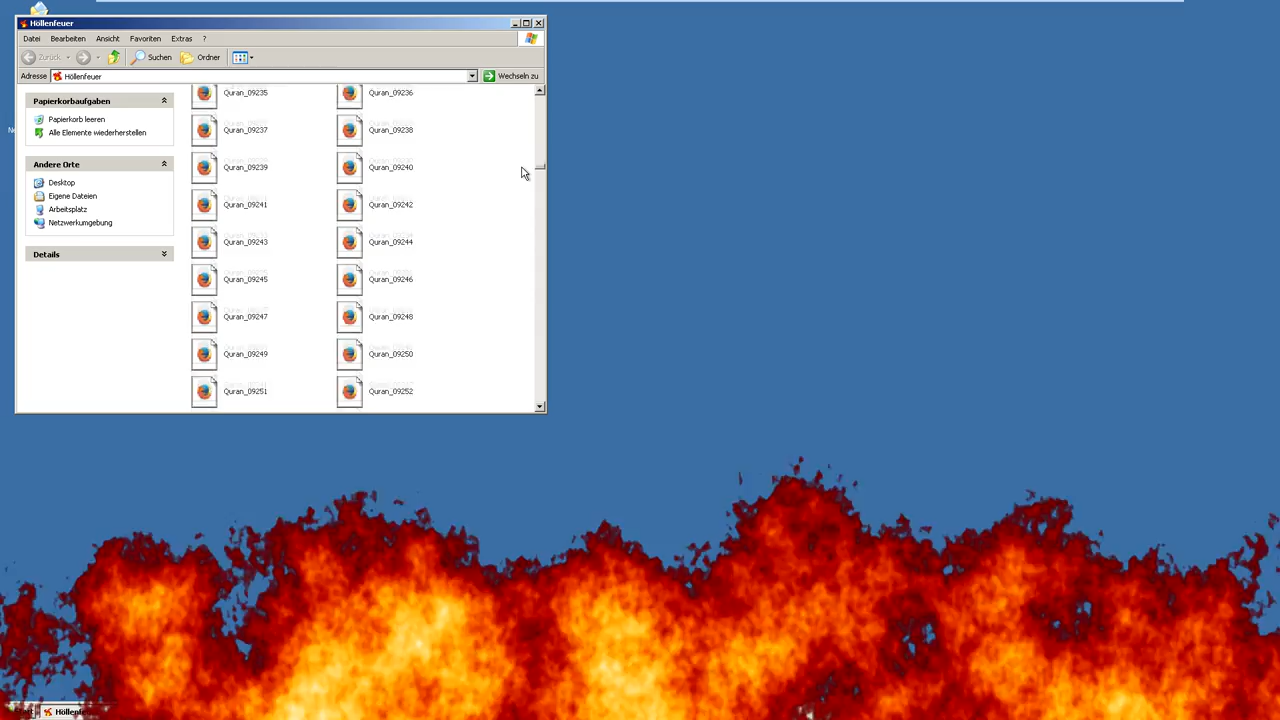 Höllenfeuer
Datei Bearbeiten Ansicht Favoriten Extras ?
Zurück Suchen Ordner
Adresse Höllenfeuer Wechseln zu
Papierkorbaufgaben
Papierkorb leeren
Alle Elemente wiederherstellen
Andere Orte
Desktop
Eigene Dateien
Arbeitsplatz
Netzwerkumgebung
Details
Quran_09235 Quran_09236
Quran_09237 Quran_09238
Quran_09239 Quran_09240
Quran_09241 Quran_09242
Quran_09243 Quran_09244
Quran_09245 Quran_09246
Quran_09247 Quran_09248
Quran_09249 Quran_09250
Quran_09251 Quran_09252